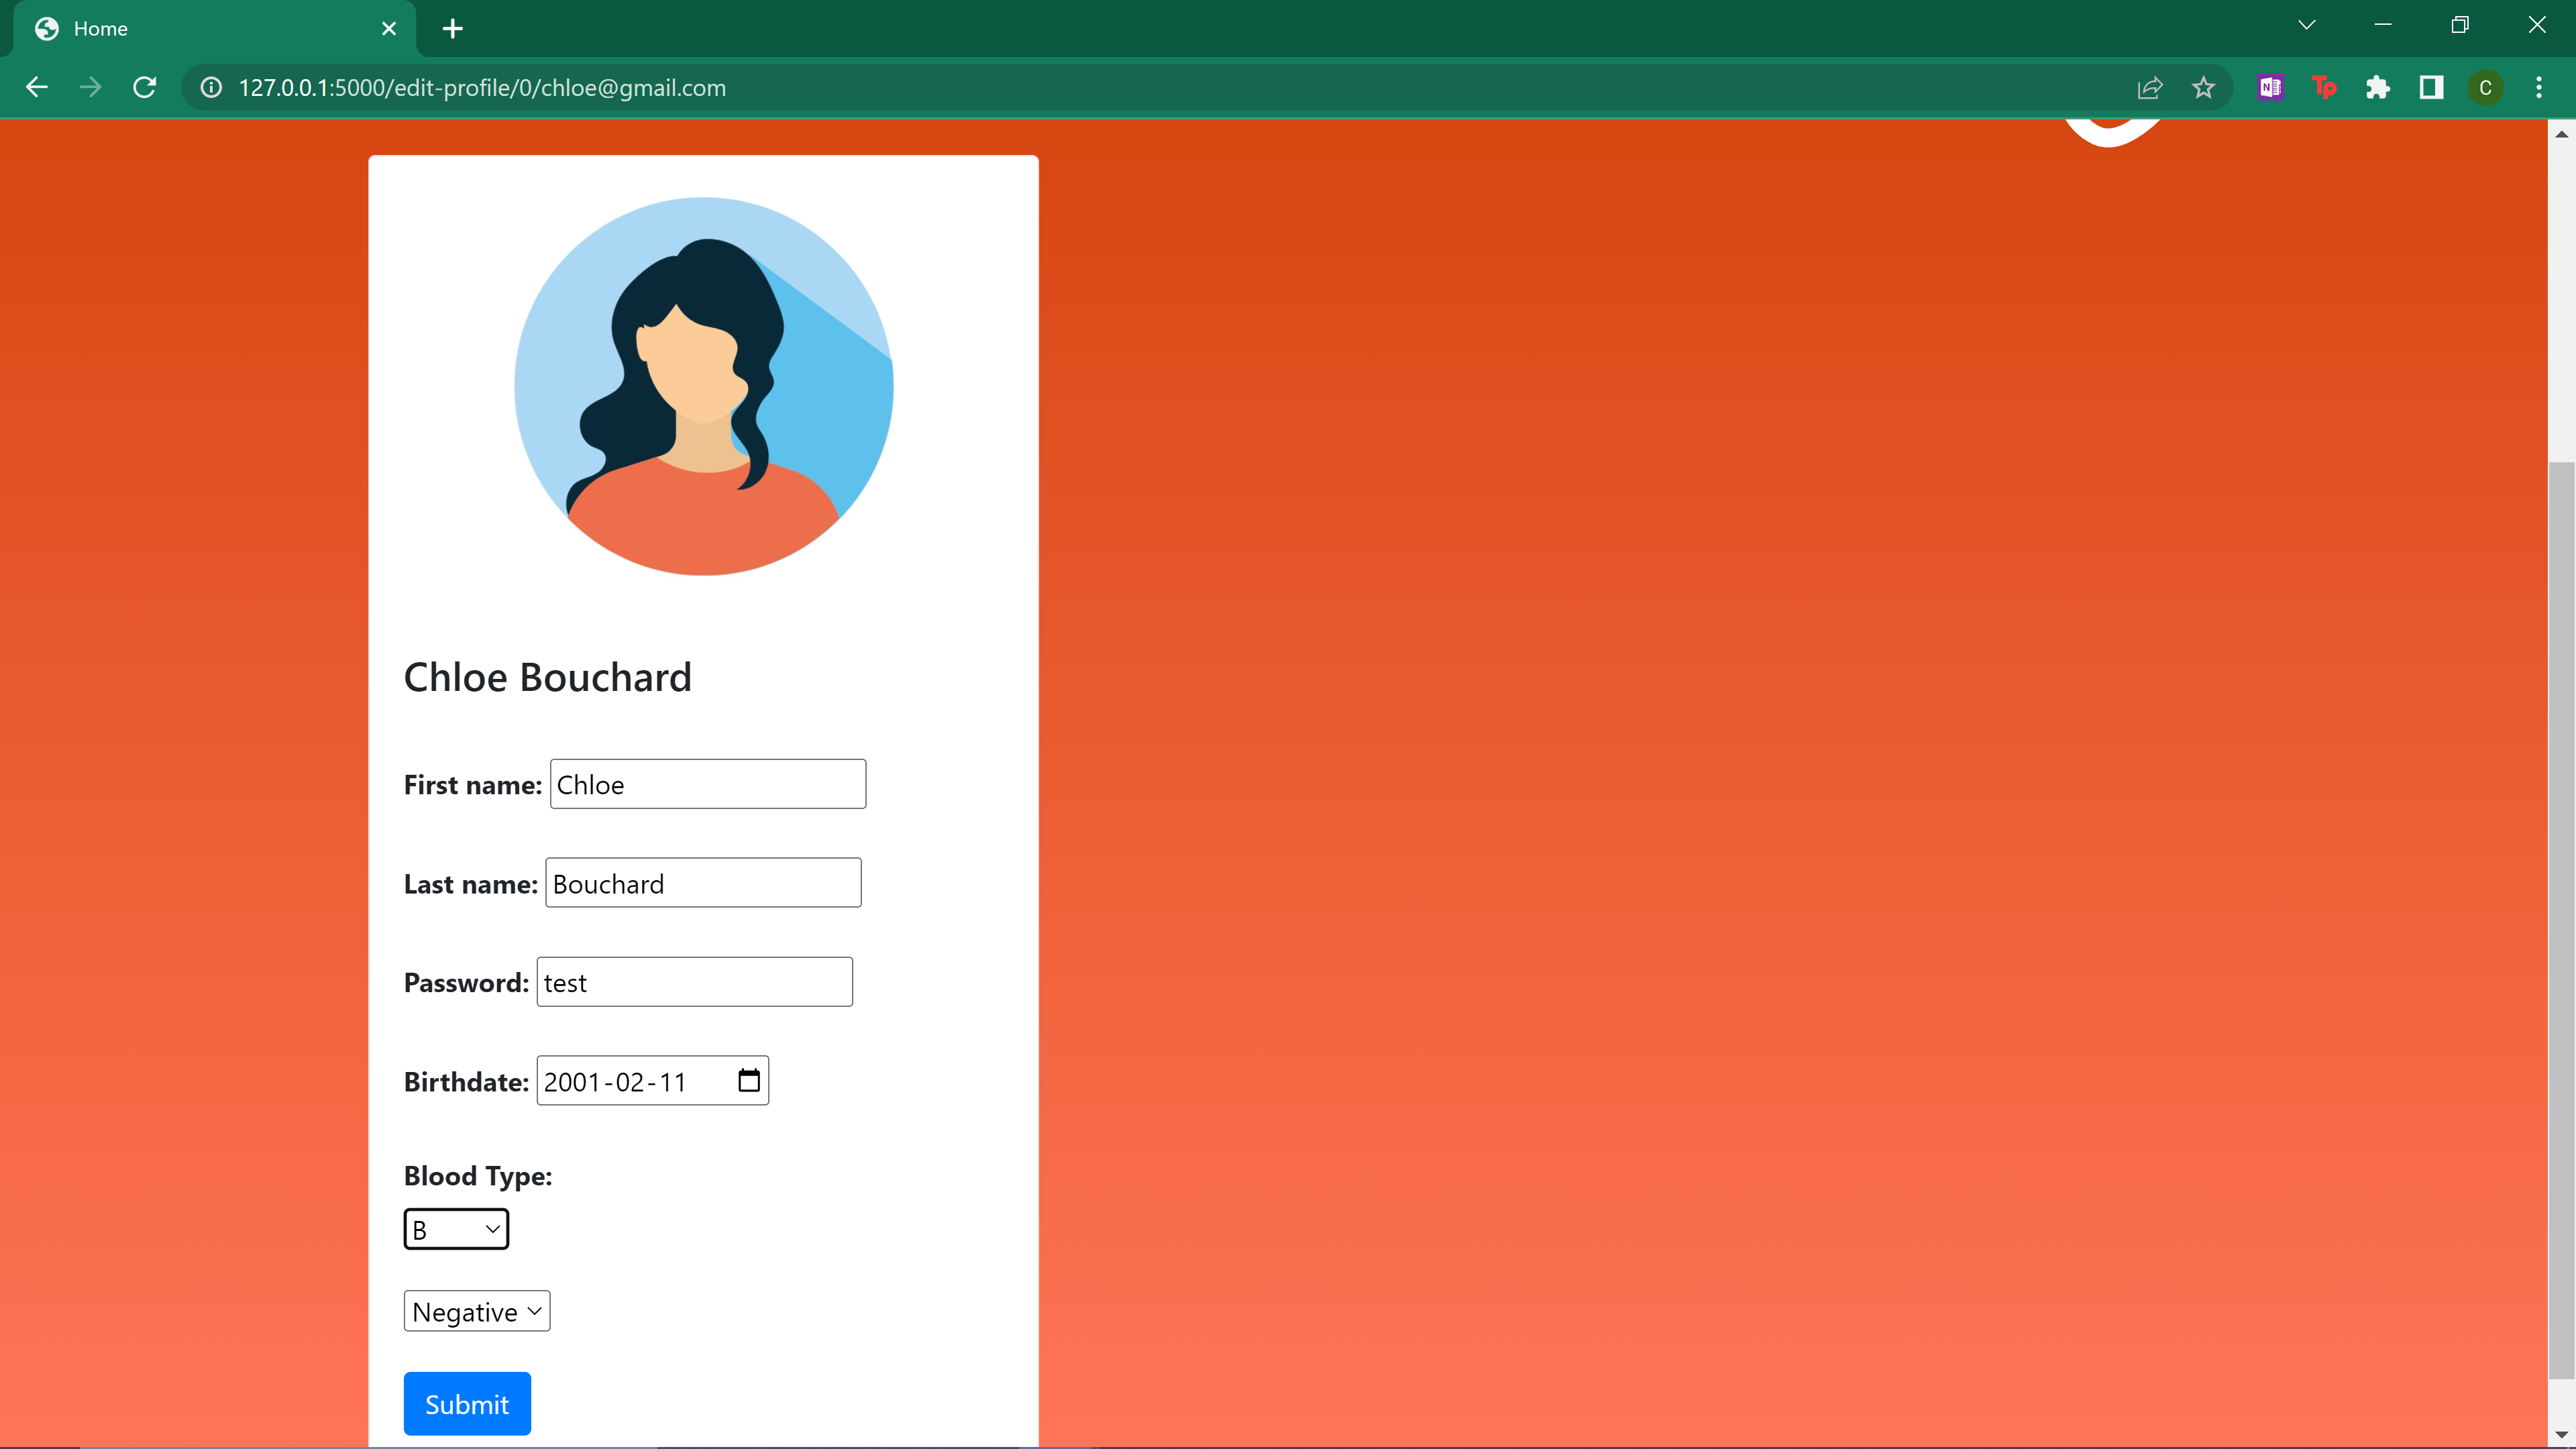 Home
127.0.0.1:5000/edit-profile/0/chloe@gmail.com
N
Tp
C
Chloe Bouchard
First name: Chloe
Last name: Bouchard
Password: test
Birthdate: 2001-02-11
Blood Type:
B
Negative
Submit